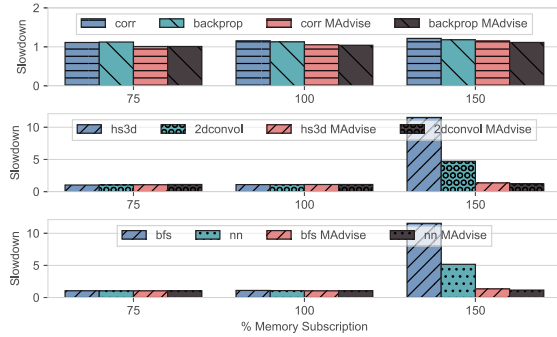 corr backprop corr MAdvise backprop MAdvise
Slowdown
2
1
0
75 100 150
hs3d 2dconvol hs3d MAdvise 2dconvol MAdvise
Slowdown
10
5
0
75 100 150
bfs nn bfs MAdvise nn MAdvise
Slowdown
10
5
0
75 100 150
% Memory Subscription